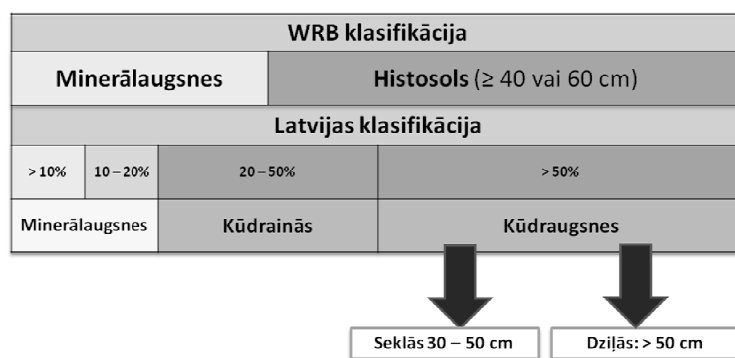 WRB klasifikācija
Minerālaugsnes Histosols (≥ 40 vai 60 cm)
Latvijas klasifikācija
> 10% 10 – 20% 20 – 50% > 50%
Minerālaugsnes Kūdrainās Kūdraugsnes
Seklās 30 – 50 cm Dziļās: > 50 cm